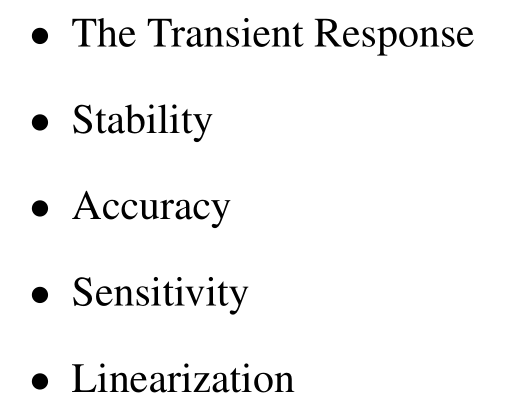 • The Transient Response
• Stability
• Accuracy
• Sensitivity
• Linearization